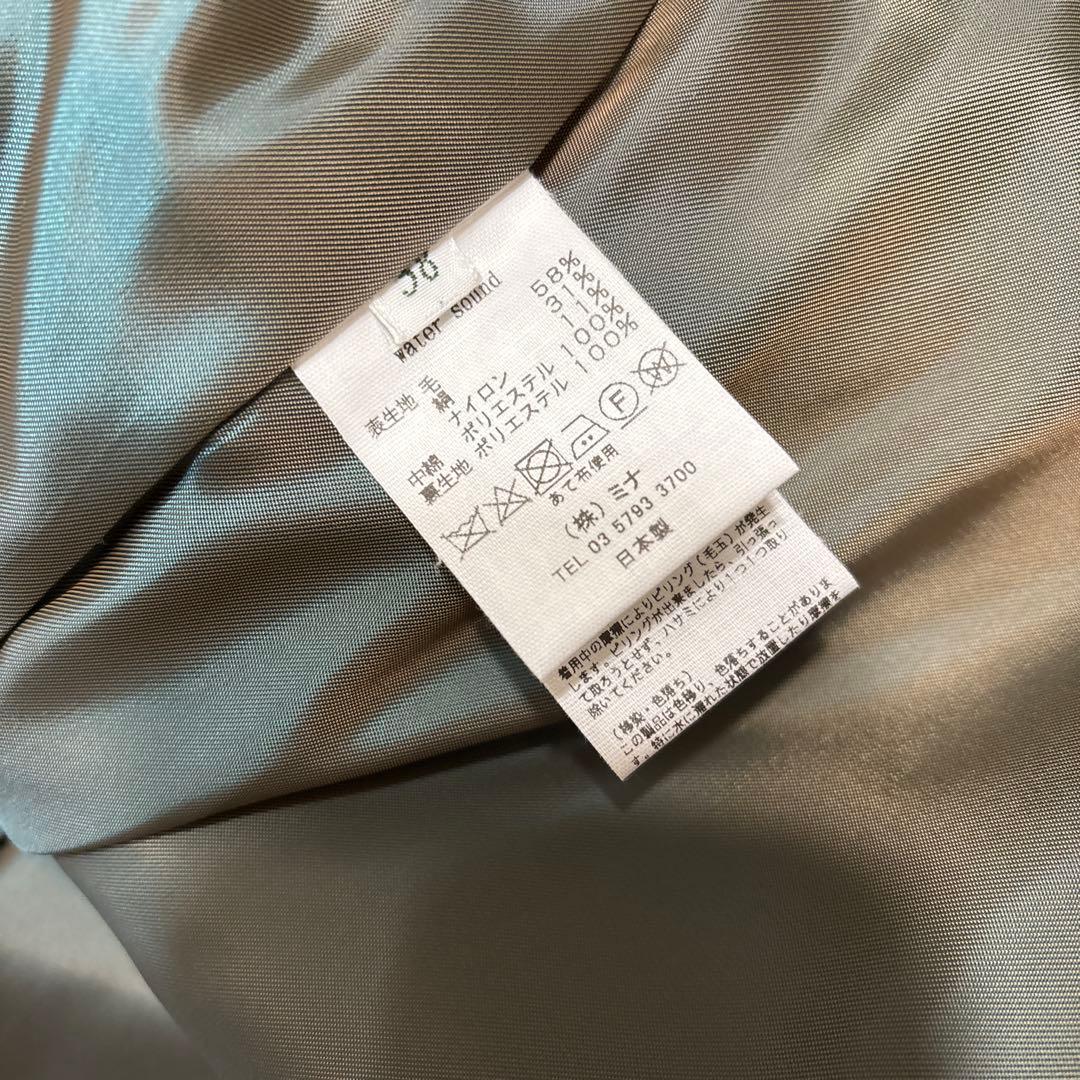 water sound
表生地 毛 58%
絹 31%
ナイロン 11%
中綿 ポリエステル 100%
裏生地 ポリエステル 100%
F
W
あて布使用
(株)ミナ
TEL 03 5793 3700
日本製
着用中の摩擦によりピリング(毛玉)が発生
します。ピリングが出来ましたら、引っ張っ
て取ろうとせず、ハサミにより1つ1つ取り
除いてください。
(移染・色落ち)
この製品は色移り、色落ちすることがありま
す。特に水に濡れた状態で放置したり摩擦を